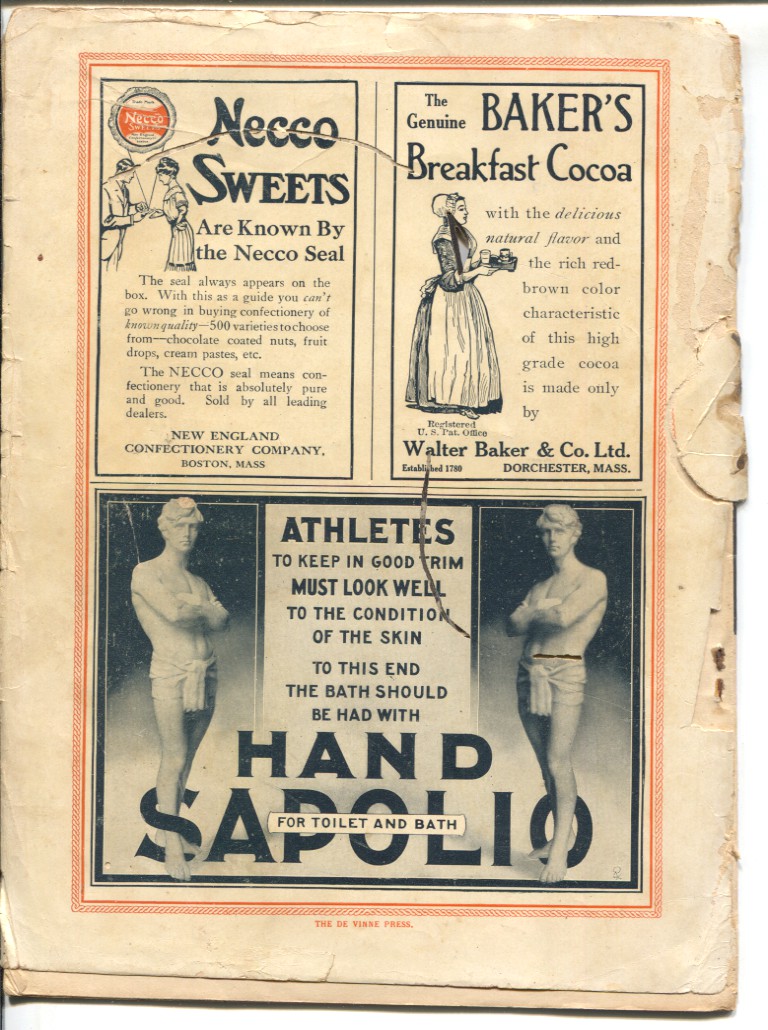 Trade Mark
Necco
SWEETS
Necco
SWEETS
Are Known By
the Necco Seal
The seal always appears on the
box. With this as a guide you can't
go wrong in buying confectionery of
known quality—500 varieties to choose
from—chocolate coated nuts, fruit
drops, cream pastes, etc.
The NECCO seal means con-
fectionery that is absolutely pure
and good. Sold by all leading
dealers.
NEW ENGLAND
CONFECTIONERY COMPANY,
BOSTON, MASS
The
Genuine
BAKER'S
Breakfast Cocoa
with the delicious
natural flavor and
the rich red-
brown color
characteristic
of this high
grade cocoa
is made only
by
Registered
U. S. Pat. Office
Walter Baker & Co. Ltd.
Established 1780 DORCHESTER, MASS.
ATHLETES
TO KEEP IN GOOD TRIM
MUST LOOK WELL
TO THE CONDITION
OF THE SKIN
TO THIS END
THE BATH SHOULD
BE HAD WITH
HAND
SAPOLIO
FOR TOILET AND BATH
THE DE VINNE PRESS.